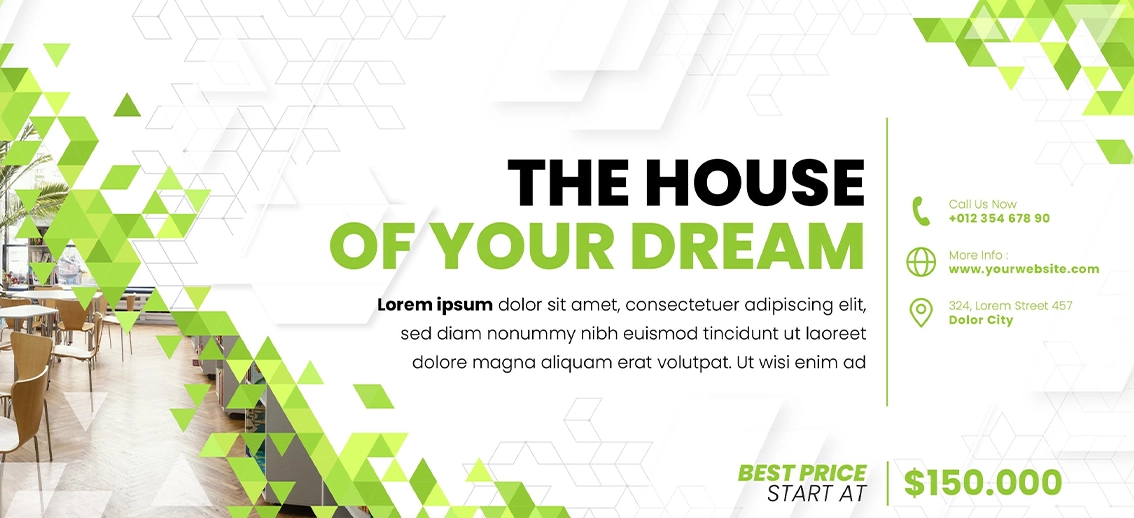 THE HOUSE
OF YOUR DREAM
Lorem ipsum dolor sit amet, consectetuer adipiscing elit,
sed diam nonummy nibh euismod tincidunt ut laoreet
dolore magna aliquam erat volutpat. Ut wisi enim ad
Call Us Now
+012 354 678 90
More Info :
www.yourwebsite.com
324, Lorem Street 457
Dolor City
BEST PRICE
START AT
$150.000